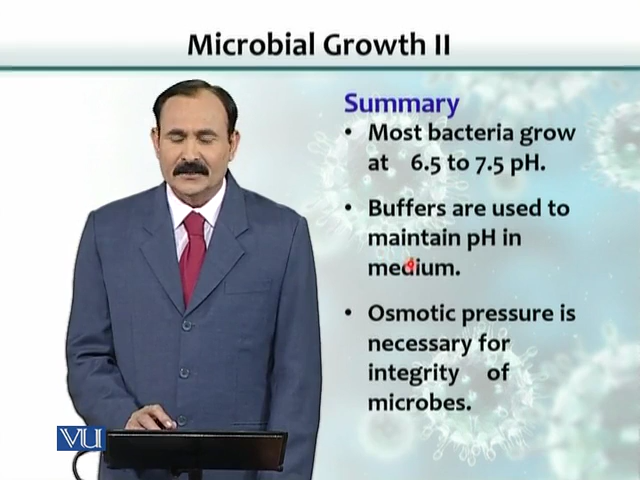 Microbial Growth II
Summary
• Most bacteria grow
at 6.5 to 7.5 pH.
• Buffers are used to
maintain pH in
medium.
• Osmotic pressure is
necessary for
integrity of
microbes.
VU